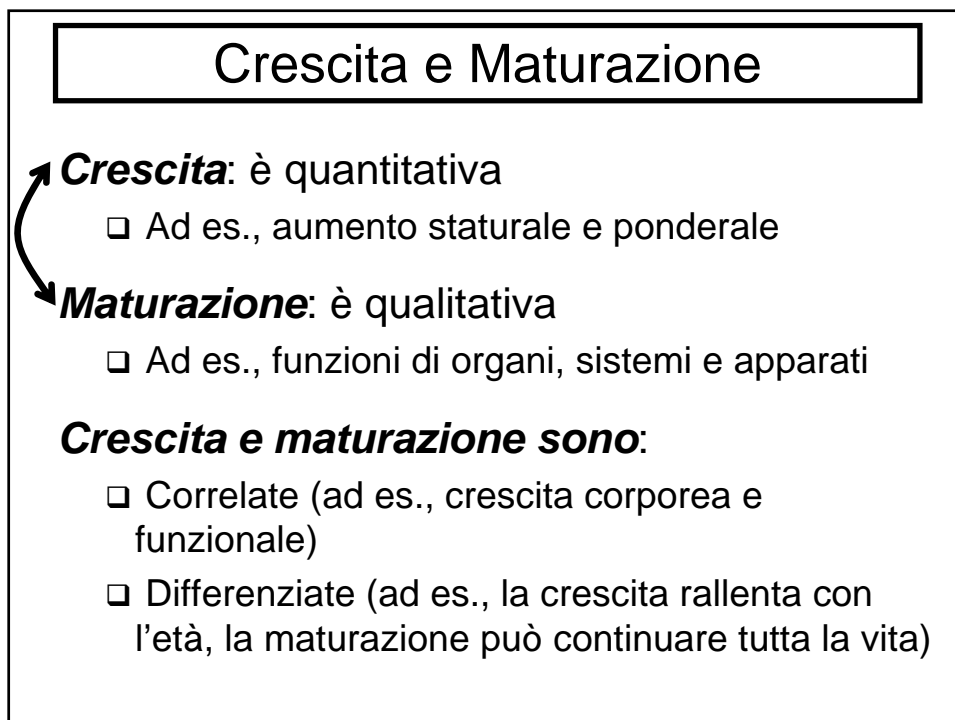 Crescita e Maturazione
Crescita: è quantitativa
❑ Ad es., aumento staturale e ponderale
Maturazione: è qualitativa
❑ Ad es., funzioni di organi, sistemi e apparati
Crescita e maturazione sono:
❑ Correlate (ad es., crescita corporea e
funzionale)
❑ Differenziate (ad es., la crescita rallenta con
l'età, la maturazione può continuare tutta la vita)